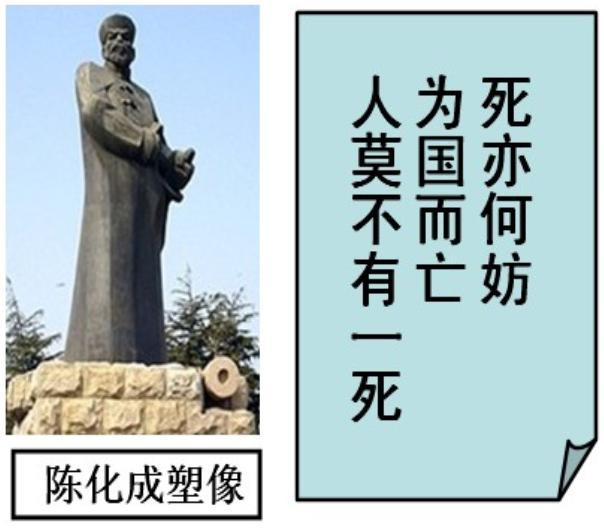 人莫不有一死
为国而亡
死亦何妨
陈化成塑像